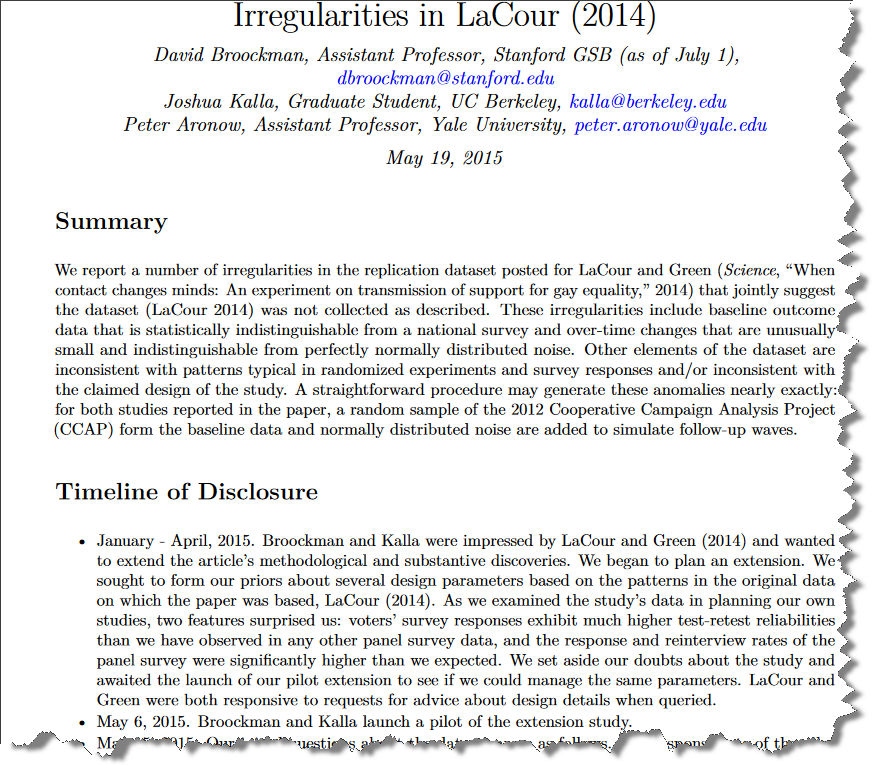 Irregularities in LaCour (2014)
David Broockman, Assistant Professor, Stanford GSB (as of July 1),
dbroockman@stanford.edu
Joshua Kalla, Graduate Student, UC Berkeley, kalla@berkeley.edu
Peter Aronow, Assistant Professor, Yale University, peter.aronow@yale.edu
May 19, 2015
Summary
We report a number of irregularities in the replication dataset posted for LaCour and Green (Science, “When
contact changes minds: An experiment on transmission of support for gay equality,” 2014) that jointly suggest
the dataset (LaCour 2014) was not collected as described. These irregularities include baseline outcome
data that is statistically indistinguishable from a national survey and over-time changes that are unusually
small and indistinguishable from perfectly normally distributed noise. Other elements of the dataset are
inconsistent with patterns typical in randomized experiments and survey responses and/or inconsistent with
the claimed design of the study. A straightforward procedure may generate these anomalies nearly exactly:
for both studies reported in the paper, a random sample of the 2012 Cooperative Campaign Analysis Project
(CCAP) form the baseline data and normally distributed noise are added to simulate follow-up waves.
Timeline of Disclosure
• January - April, 2015. Broockman and Kalla were impressed by LaCour and Green (2014) and wanted
to extend the article’s methodological and substantive discoveries. We began to plan an extension. We
sought to form our priors about several design parameters based on the patterns in the original data
on which the paper was based, LaCour (2014). As we examined the study’s data in planning our own
studies, two features surprised us: voters’ survey responses exhibit much higher test-retest reliabilities
than we have observed in any other panel survey data, and the response and reinterview rates of the
panel survey were significantly higher than we expected. We set aside our doubts about the study and
awaited the launch of our pilot extension to see if we could manage the same parameters. LaCour and
Green were both responsive to requests for advice about design details when queried.
• May 6, 2015. Broockman and Kalla launch a pilot of the extension study.